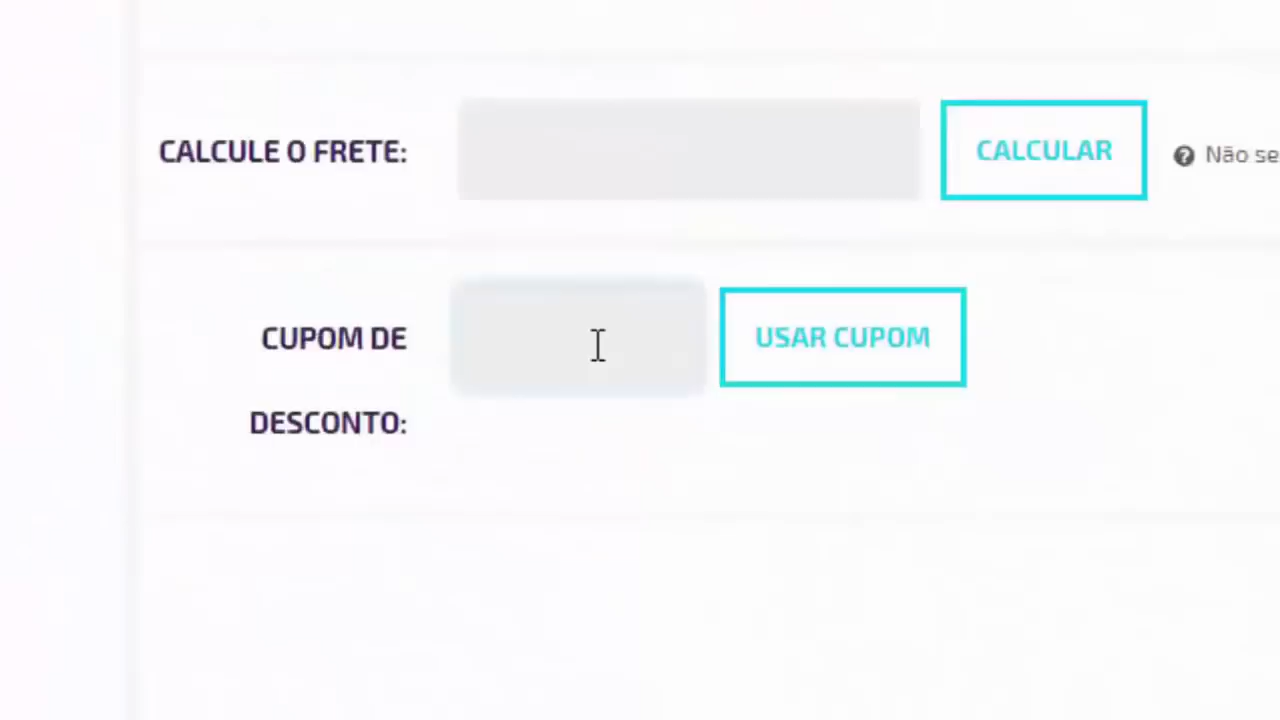 CALCULE O FRETE:
CALCULAR
Não se
CUPOM DE
USAR CUPOM
DESCONTO: